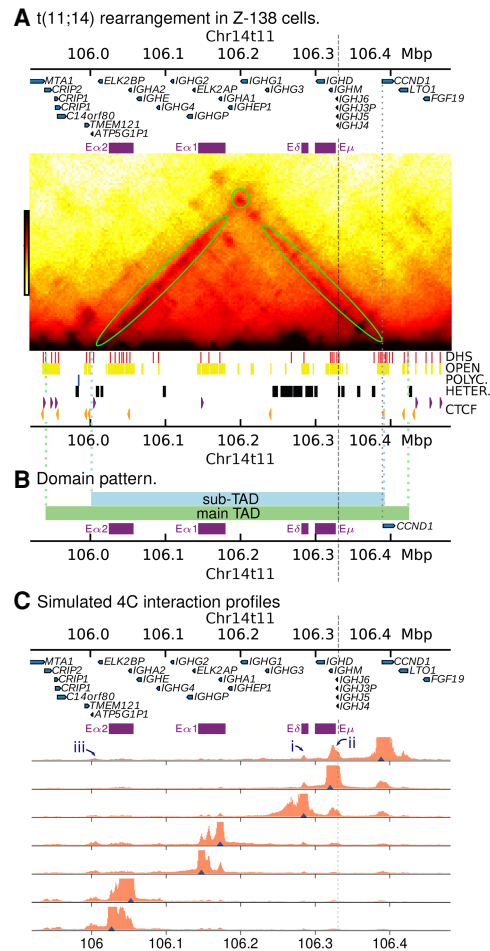 A t(11;14) rearrangement in Z-138 cells.
Chr14t11
106.0 106.1 106.2 106.3 106.4 Mbp
MTA1 ELK2BP IGHG2 IGHG1 IGHD CCND1
CRIP2 IGHA2 ELK2AP IGHG3 IGHM LTO1
CRIP1 IGHE IGHA1 IGHJ6 FGF19
CRIP1 IGHG4 IGHEP1 IGHJ3P
C14orf80 IGHGP IGHJ5
TMEM121 IGHJ4
ATP5G1P1
Eα2 Eα1 Eδ Eμ
DHS
OPEN
POLYC.
HETER.
CTCF
106.0 106.1 106.2 106.3 106.4 Mbp
Chr14t11
B Domain pattern.
sub-TAD
main TAD
Eα2 Eα1 Eδ Eμ CCND1
106.0 106.1 106.2 106.3 106.4 Mbp
Chr14t11
C Simulated 4C interaction profiles
Chr14t11
106.0 106.1 106.2 106.3 106.4 Mbp
MTA1 ELK2BP IGHG2 IGHG1 IGHD CCND1
CRIP2 IGHA2 ELK2AP IGHG3 IGHM LTO1
CRIP1 IGHE IGHA1 IGHJ6 FGF19
CRIP1 IGHG4 IGHEP1 IGHJ3P
C14orf80 IGHGP IGHJ5
TMEM121 IGHJ4
ATP5G1P1
Eα2 Eα1 Eδ Eμ
iii i ii
106 106.1 106.2 106.3 106.4